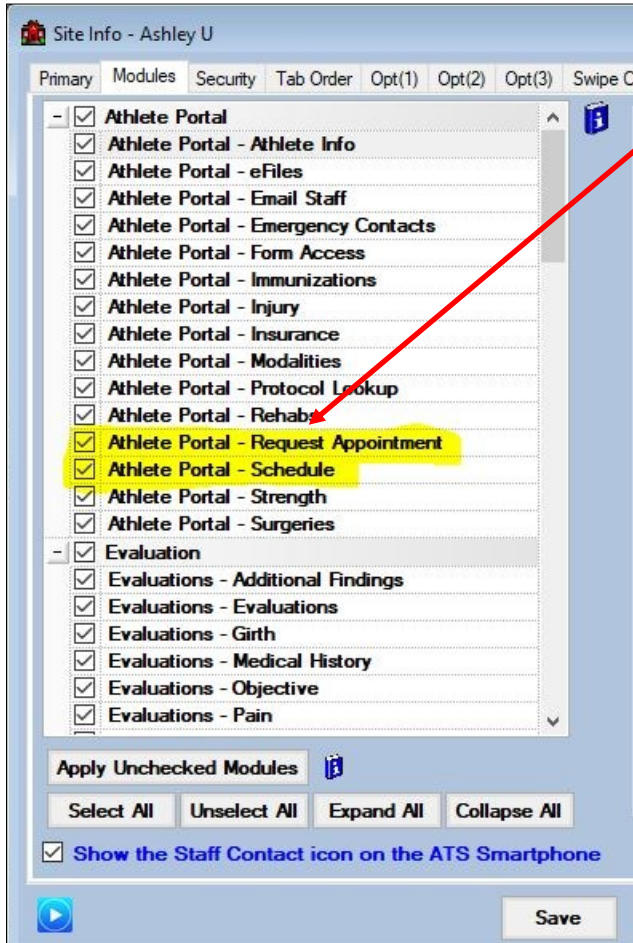 Site Info - Ashley U
Primary Modules Security Tab Order Opt(1) Opt(2) Opt(3) Swipe
Athlete Portal
Athlete Portal - Athlete Info
Athlete Portal - eFiles
Athlete Portal - Email Staff
Athlete Portal - Emergency Contacts
Athlete Portal - Form Access
Athlete Portal - Immunizations
Athlete Portal - Injury
Athlete Portal - Insurance
Athlete Portal - Modalities
Athlete Portal - Protocol Lookup
Athlete Portal - Rehabs
Athlete Portal - Request Appointment
Athlete Portal - Schedule
Athlete Portal - Strength
Athlete Portal - Surgeries
Evaluation
Evaluations - Additional Findings
Evaluations - Evaluations
Evaluations - Girth
Evaluations - Medical History
Evaluations - Objective
Evaluations - Pain
Apply Unchecked Modules
Select All Unselect All Expand All Collapse All
Show the Staff Contact icon on the ATS Smartphone
Save